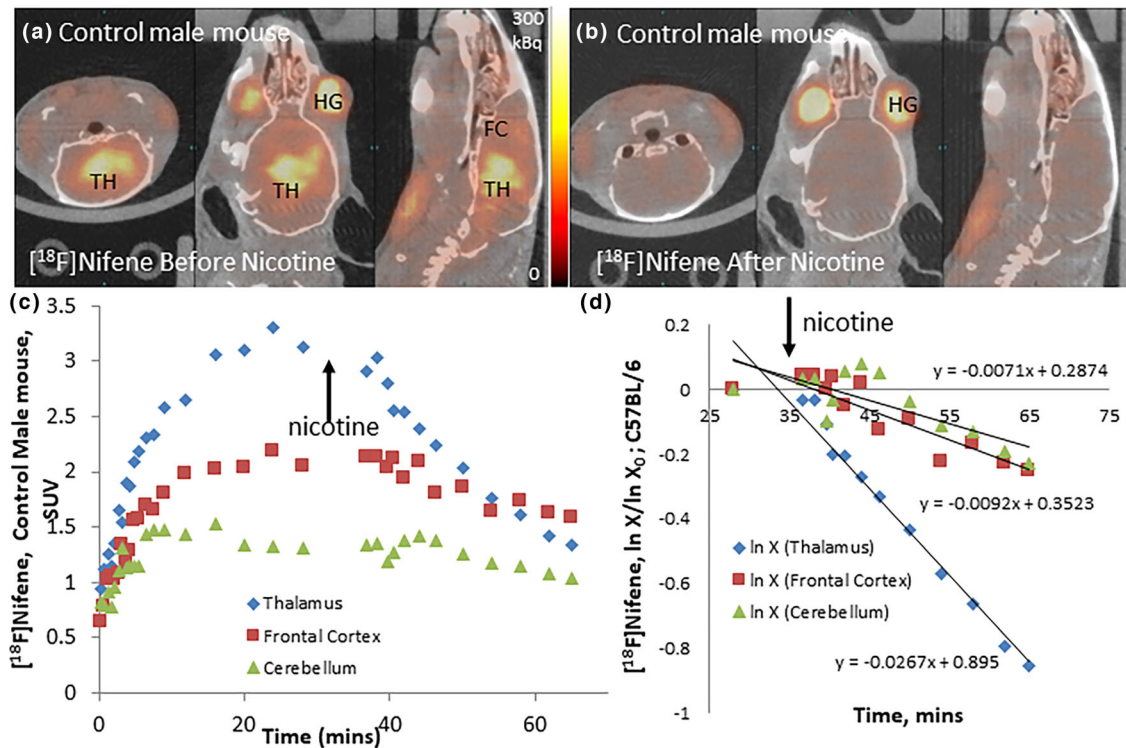 (a) Control male mouse
300
kBq
HG
TH
TH
FC
TH
0
[¹⁸F]Nifene Before Nicotine
(b) Control male mouse
HG
[¹⁸F]Nifene After Nicotine
(c)
[¹⁸F]Nifene, Control Male mouse,
SUV
3.5
3
2.5
2
1.5
1
0.5
0
nicotine
Thalamus
Frontal Cortex
Cerebellum
0 20 40 60
Time (mins)
(d)
nicotine
[¹⁸F]Nifene, ln X/ln X₀; C57BL/6
0.2
0
-0.2
-0.4
-0.6
-0.8
-1
25 35 45 55 65 75
y = -0.0071x + 0.2874
y = -0.0092x + 0.3523
ln X (Thalamus)
ln X (Frontal Cortex)
ln X (Cerebellum)
y = -0.0267x + 0.895
Time, mins